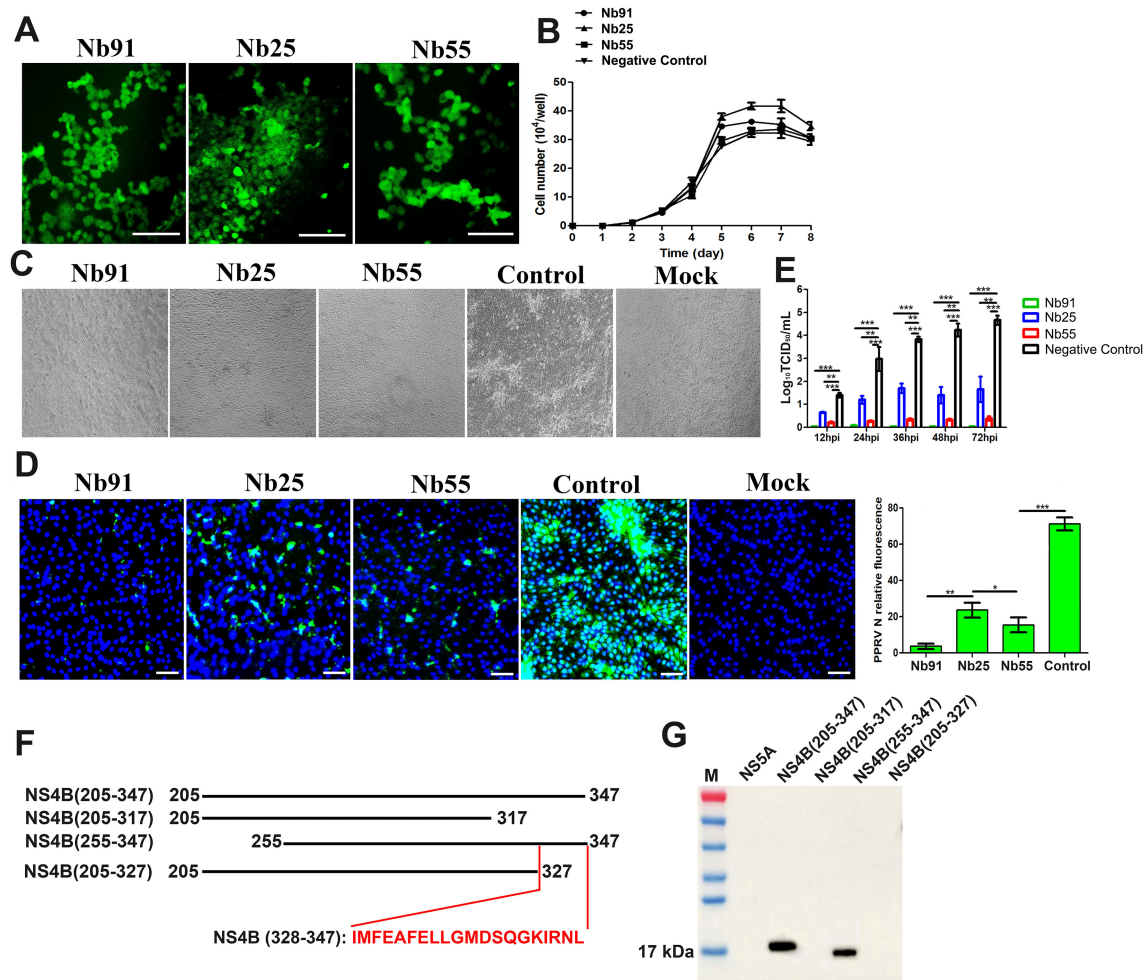 A
Nb91
Nb25
Nb55
B
Nb91
Nb25
Nb55
Negative Control
Cell number (10⁴/well)
50
40
30
20
10
0
0 1 2 3 4 5 6 7 8
Time (day)
C
Nb91
Nb25
Nb55
Control
Mock
E
Log₁₀TCID₅₀/mL
6
5
4
3
2
1
0
*** ** ***
*** ** ***
*** ** ***
*** ** ***
*** ** ***
12hpi 24hpi 36hpi 48hpi 72hpi
Nb91
Nb25
Nb55
Negative Control
D
Nb91
Nb25
Nb55
Control
Mock
PPRV N relative fluorescence
80
60
40
20
0
** * ***
Nb91 Nb25 Nb55 Control
F
NS4B(205-347) 205 347
NS4B(205-317) 205 317
NS4B(255-347) 255 347
NS4B(205-327) 205 327
NS4B (328-347): IMFEAFELLGMDSQGKIRNL
G
M
NS5A
NS4B(205-347)
NS4B(205-317)
NS4B(255-347)
NS4B(205-327)
17 kDa